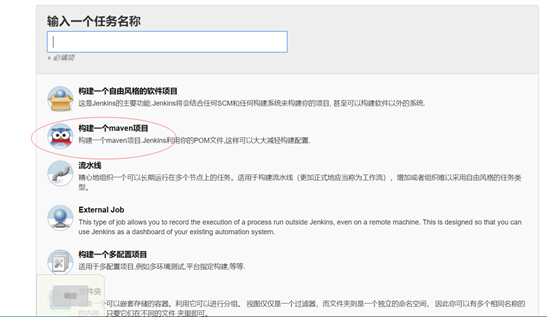 输入一个任务名称
» 必填项
构建一个自由风格的软件项目
这是Jenkins的主要功能.Jenkins将会结合任何SCM和任何构建系统来构建你的项目, 甚至可以构建软件以外的系统.
构建一个maven项目
构建一个maven项目.Jenkins利用你的POM文件,这样可以大大减轻构建配置.
流水线
精心地组织一个可以长期运行在多个节点上的任务。适用于构建流水线（更加正式地应当称为工作流），增加或者组织难以采用自由风格的任务类
型。
External Job
This type of job allows you to record the execution of a process run outside Jenkins, even on a remote machine. This is designed so that you can
use Jenkins as a dashboard of your existing automation system.
构建一个多配置项目
适用于多配置项目,例如多环境测试,平台指定构建,等等.
文件夹
一个可以嵌套存储的容器。利用它可以进行分组。 视图仅仅是一个过滤器，而文件夹则是一个独立的命名空间， 因此你可以有多个相同名称的
的内容，只要它们在不同的文件 夹里即可。